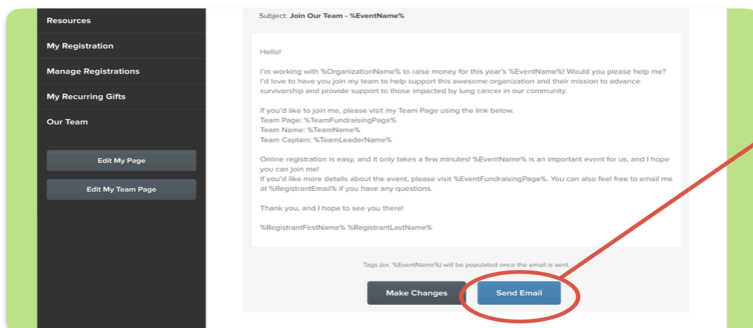 Resources
My Registration
Manage Registrations
My Recurring Gifts
Our Team
Edit My Page
Edit My Team Page
Subject: Join Our Team - %EventName%
Hello!
I'm working with %OrganizationName% to raise money for this year's %EventName%! Would you please help me?
I'd love to have you join my team to help support this awesome organization and their mission to advance
survivorship and provide support to those impacted by lung cancer in our community.
If you'd like to join me, please visit my Team Page using the link below.
Team Page: %TeamFundraisingPage%
Team Name: %TeamName%
Team Captain: %TeamLeaderName%
Online registration is easy, and it only takes a few minutes! %EventName% is an important event for us, and I hope
you can join me!
If you'd like more details about the event, please visit %EventFundraisingPage%. You can also feel free to email me
at %RegistrantEmail% if you have any questions.
Thank you, and I hope to see you there!
%RegistrantFirstName% %RegistrantLastName%
Tags (ex. %EventName%) will be populated once the email is sent.
Make Changes
Send Email